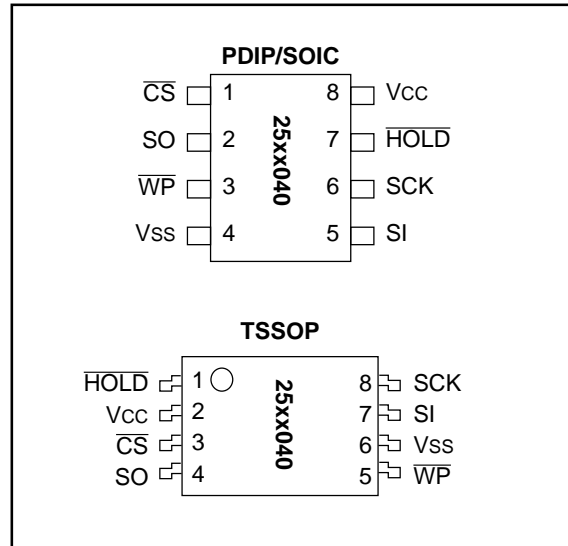 PDIP/SOIC
CS 1 8 VCC
SO 2 7 HOLD
WP 3 6 SCK
VSS 4 5 SI
25xx040
TSSOP
HOLD 1 8 SCK
VCC 2 7 SI
CS 3 6 VSS
SO 4 5 WP
25xx040